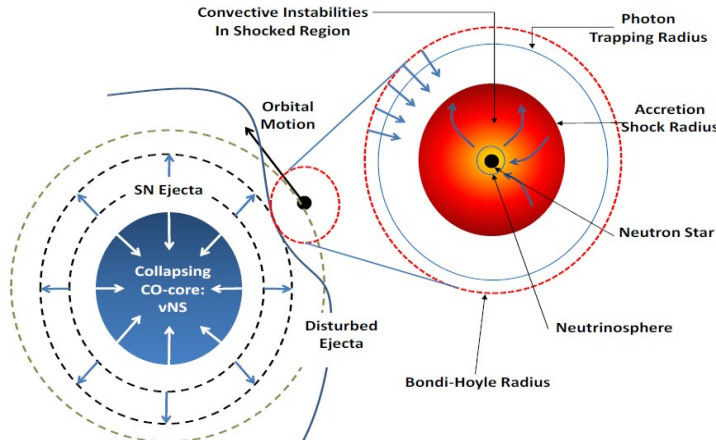 Convective Instabilities
In Shocked Region
Photon
Trapping Radius
Orbital
Motion
Accretion
Shock Radius
SN Ejecta
Neutron Star
Collapsing
CO-core:
νNS
Disturbed
Ejecta
Neutrinosphere
Bondi-Hoyle Radius